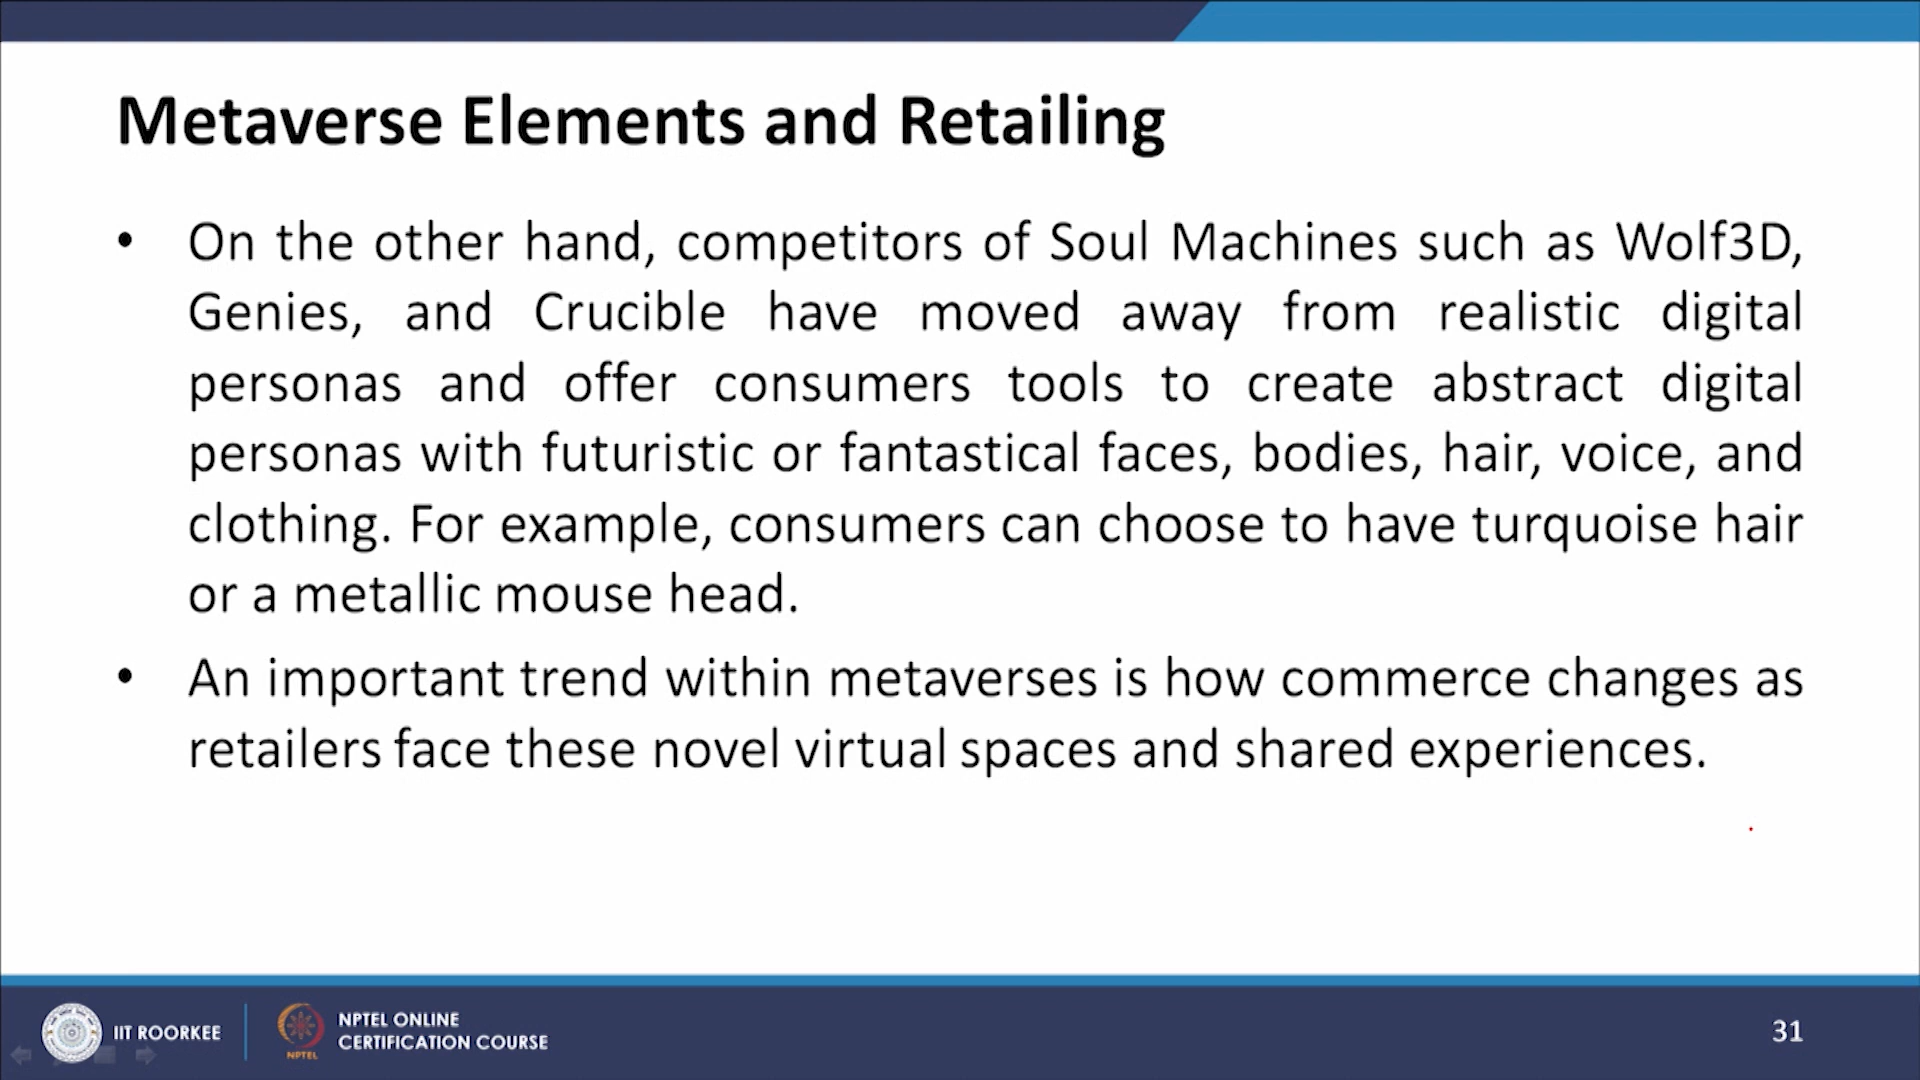 Metaverse Elements and Retailing
• On the other hand, competitors of Soul Machines such as Wolf3D,
Genies, and Crucible have moved away from realistic digital
personas and offer consumers tools to create abstract digital
personas with futuristic or fantastical faces, bodies, hair, voice, and
clothing. For example, consumers can choose to have turquoise hair
or a metallic mouse head.
• An important trend within metaverses is how commerce changes as
retailers face these novel virtual spaces and shared experiences.
IIT ROORKEE
NPTEL
NPTEL ONLINE
CERTIFICATION COURSE
31